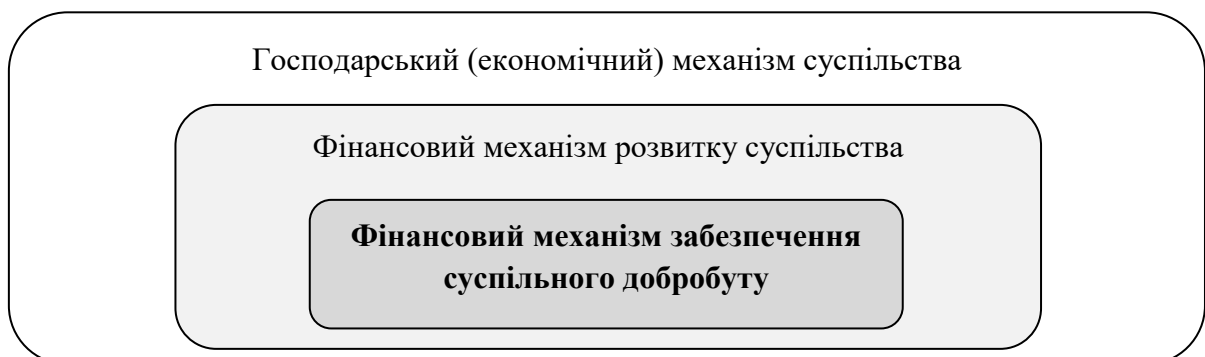 Господарський (економічний) механізм суспільства
Фінансовий механізм розвитку суспільства
Фінансовий механізм забезпечення
суспільного добробуту